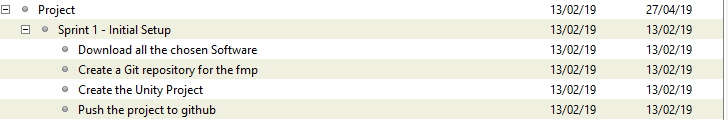 Project 13/02/19 27/04/19
Sprint 1 - Initial Setup 13/02/19 13/02/19
Download all the chosen Software 13/02/19 13/02/19
Create a Git repository for the fmp 13/02/19 13/02/19
Create the Unity Project 13/02/19 13/02/19
Push the project to github 13/02/19 13/02/19